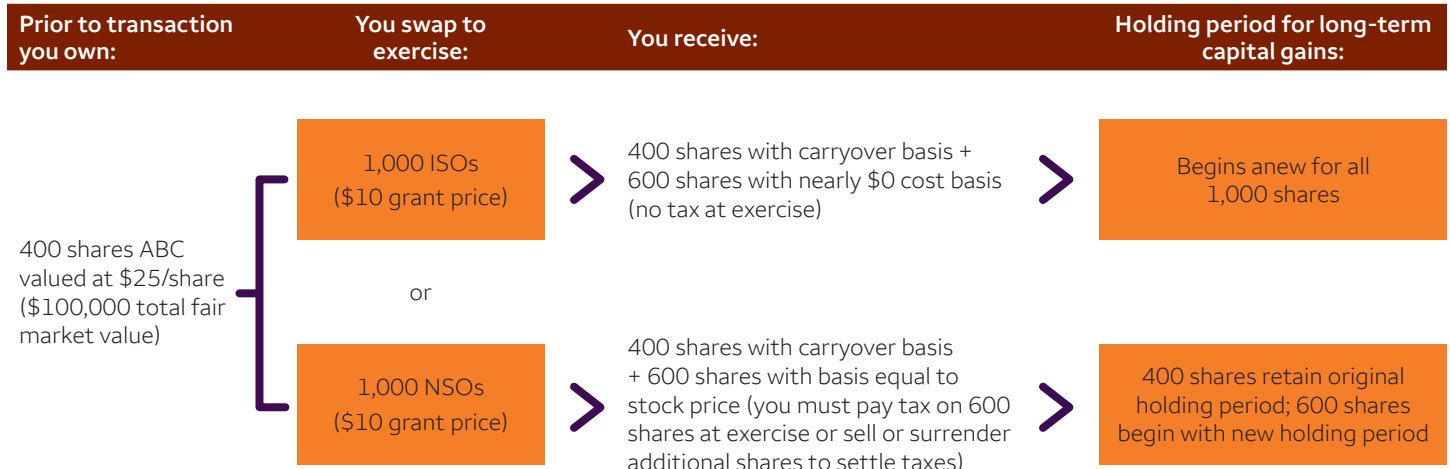 Prior to transaction
you own:
You swap to
exercise:
You receive:
Holding period for long-term
capital gains:
400 shares ABC
valued at $25/share
($100,000 total fair
market value)
1,000 ISOs
($10 grant price)
400 shares with carryover basis +
600 shares with nearly $0 cost basis
(no tax at exercise)
Begins anew for all
1,000 shares
or
1,000 NSOs
($10 grant price)
400 shares with carryover basis
+ 600 shares with basis equal to
stock price (you must pay tax on 600
shares at exercise or sell or surrender
additional shares to settle taxes)
400 shares retain original
holding period; 600 shares
begin with new holding period